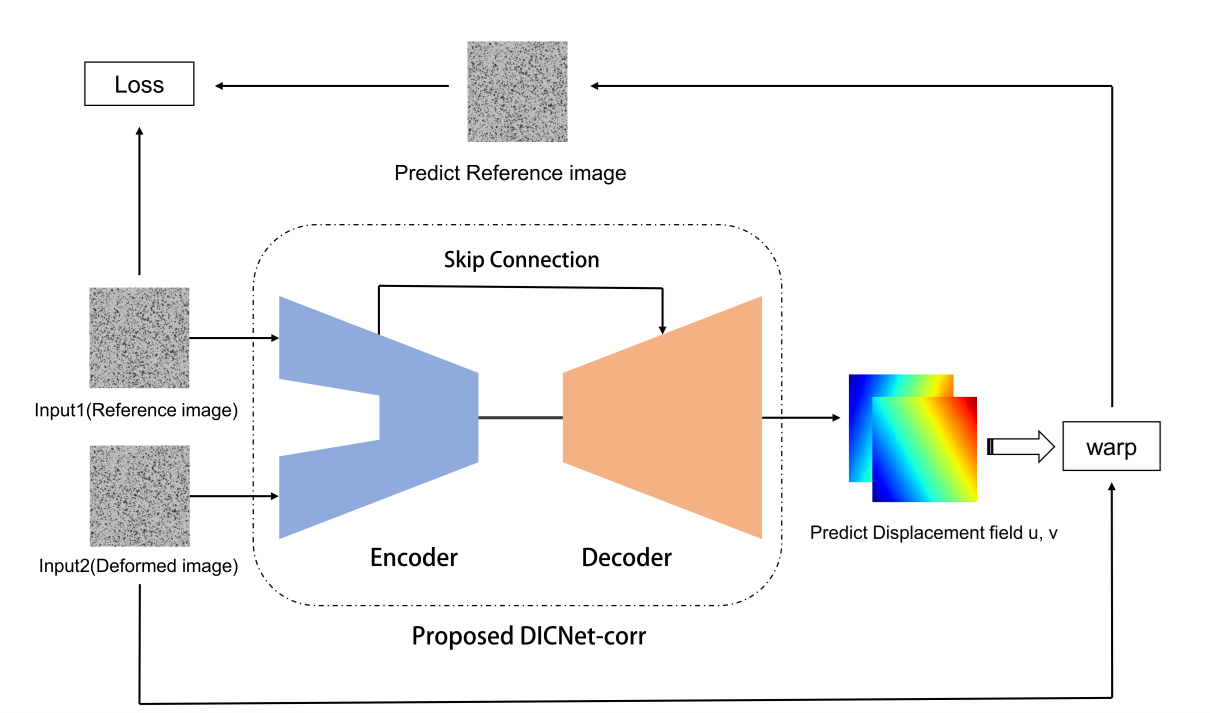 Loss
Predict Reference image
Skip Connection
Input1(Reference image)
Input2(Deformed image)
Encoder
Decoder
Predict Displacement field u, v
warp
Proposed DICNet-corr